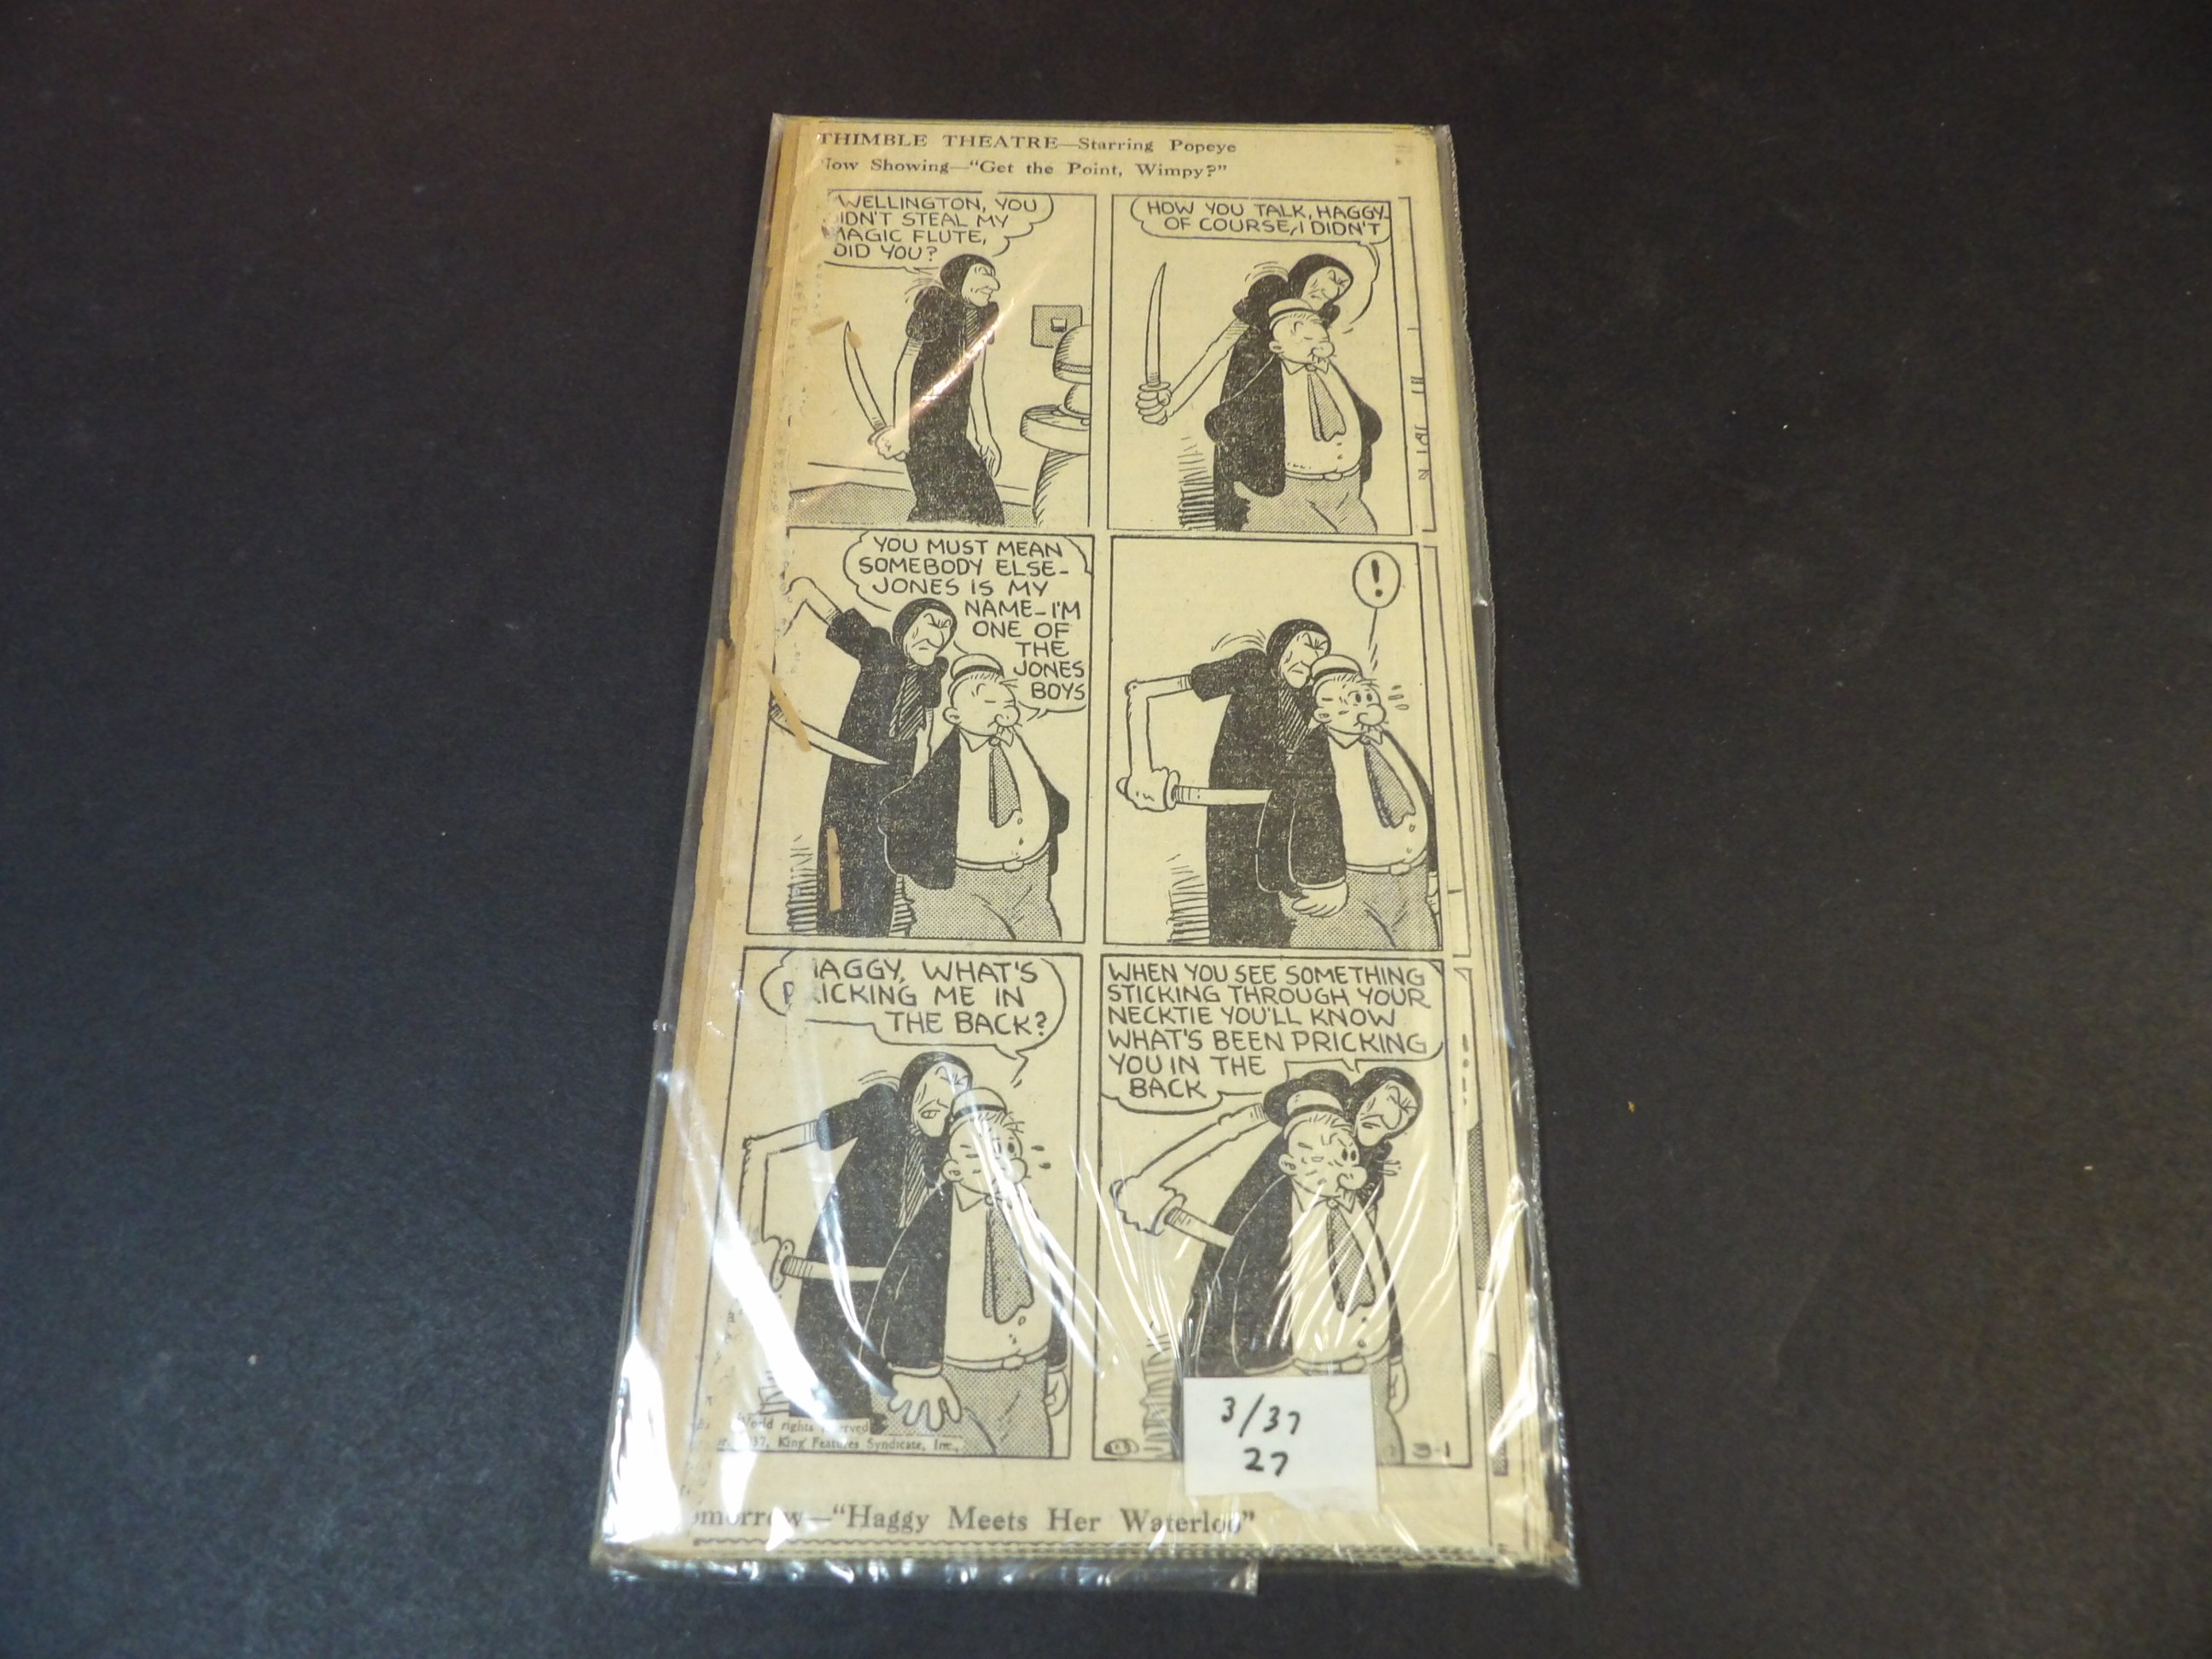 THIMBLE THEATRE—Starring Popeye
Now Showing—"Get the Point, Wimpy?"
WELLINGTON, YOU
DIDN'T STEAL MY
MAGIC FLUTE,
DID YOU?
HOW YOU TALK, HAGGY-
OF COURSE, I DIDN'T
YOU MUST MEAN
SOMEBODY ELSE-
JONES IS MY
NAME-I'M
ONE OF
THE
JONES
BOYS
!
HAGGY, WHAT'S
PRICKING ME IN
THE BACK?
WHEN YOU SEE SOMETHING
STICKING THROUGH YOUR
NECKTIE YOU'LL KNOW
WHAT'S BEEN PRICKING
YOU IN THE
BACK
World rights reserved
37, King Features Syndicate, Inc.,
3-1
3/37
27
omorrow—"Haggy Meets Her Waterloo"